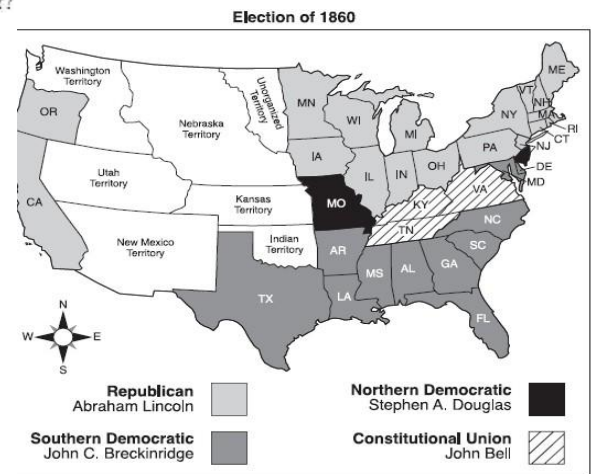 Election of 1860
Washington
Territory
OR
CA
Utah
Territory
Nebraska
Territory
Unorganized
Territory
Kansas
Territory
New Mexico
Territory
Indian
Territory
MN
WI
MI
IA
IL
IN
OH
MO
KY
TN
AR
LA
TX
MS
AL
GA
FL
SC
NC
VA
PA
NY
VT
NH
ME
MA
RI
CT
NJ
DE
MD
N
W
E
S
Republican
Abraham Lincoln
Northern Democratic
Stephen A. Douglas
Southern Democratic
John C. Breckinridge
Constitutional Union
John Bell